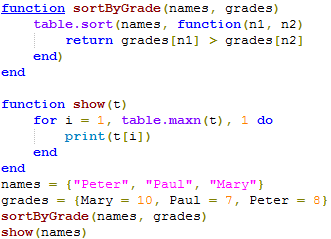 function sortByGrade(names, grades)
    table.sort(names, function(n1, n2)
        return grades[n1] > grades[n2]
    end)
end

function show(t)
    for i = 1, table.maxn(t), 1 do
        print(t[i])
    end
end
names = {"Peter", "Paul", "Mary"}
grades = {Mary = 10, Paul = 7, Peter = 8}
sortByGrade(names, grades)
show(names)